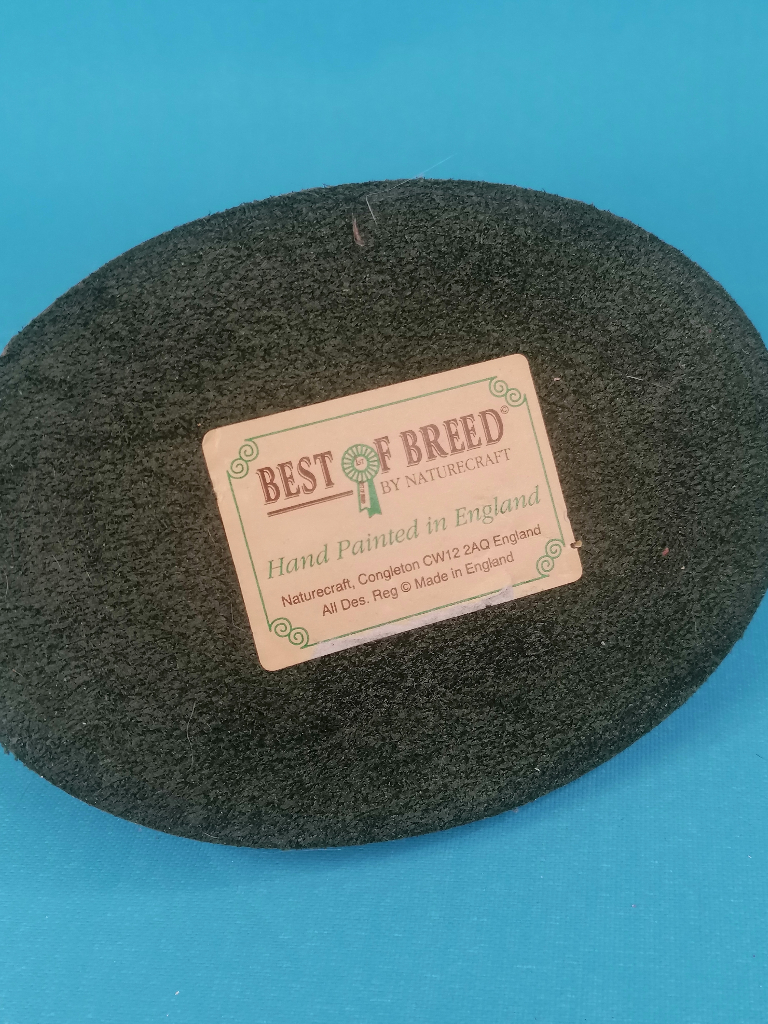 BEST OF BREED©
BY NATURECRAFT
Hand Painted in England
Naturecraft, Congleton CW12 2AQ England
All Des. Reg © Made in England